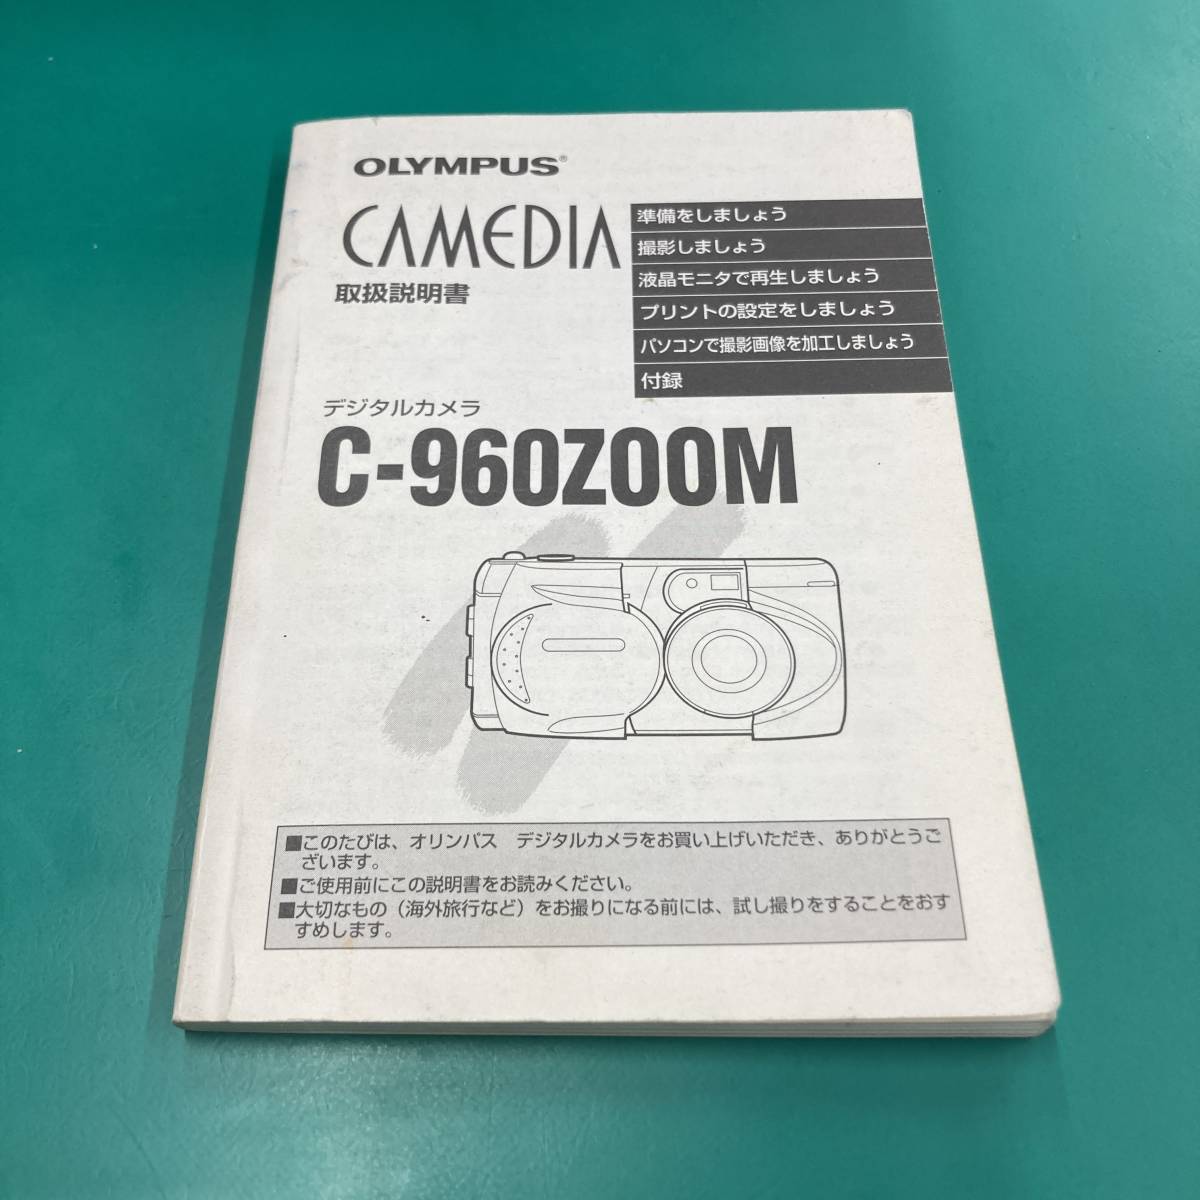 OLYMPUS®
CAMEDIA
取扱説明書
準備をしましょう
撮影しましょう
液晶モニタで再生しましょう
プリントの設定をしましょう
パソコンで撮影画像を加工しましょう
付録
デジタルカメラ
C-960ZOOM
■このたびは、オリンパス　デジタルカメラをお買い上げいただき、ありがとうご
ざいます。
■ご使用前にこの説明書をお読みください。
■大切なもの（海外旅行など）をお撮りになる前には、試し撮りをすることをおす
すめします。